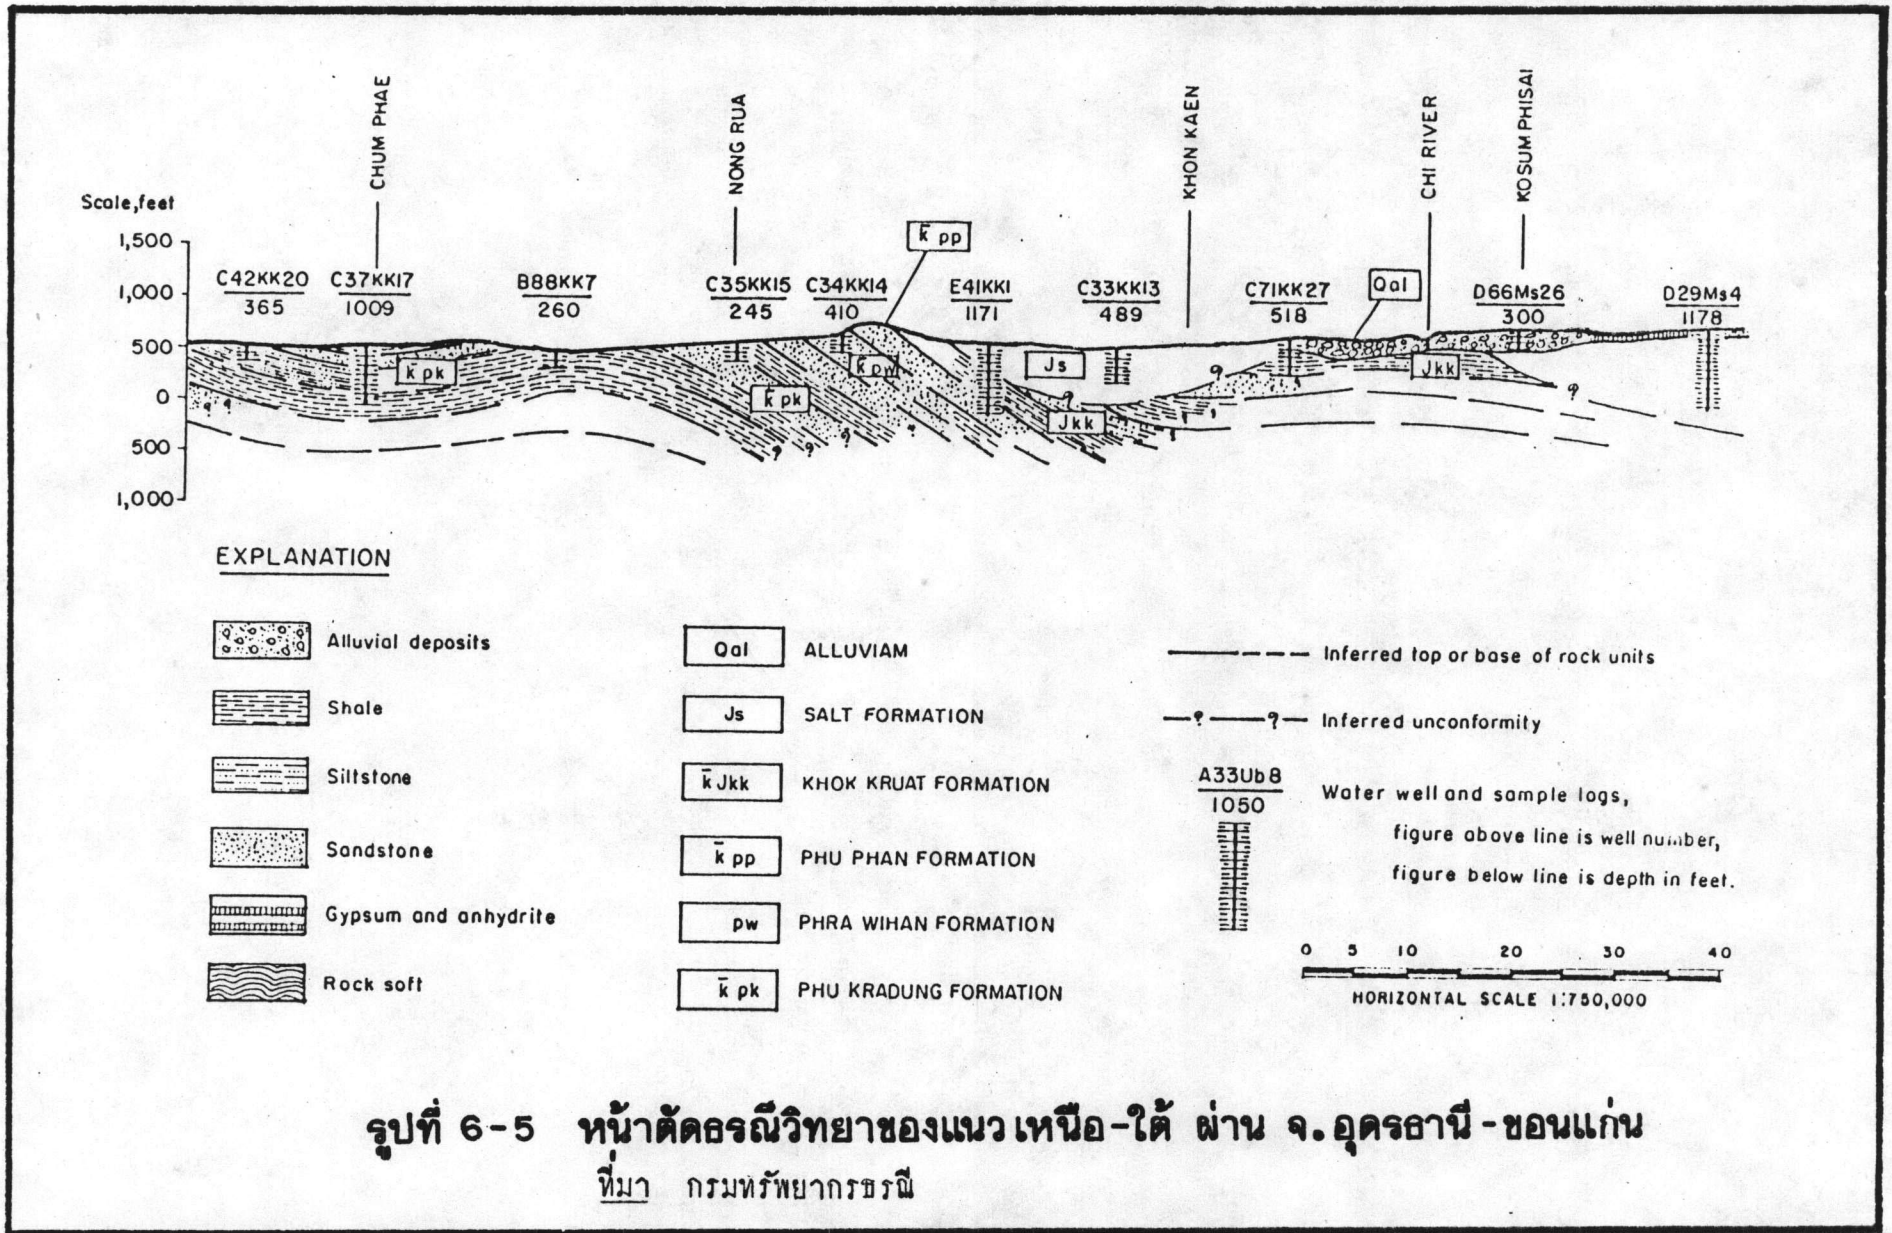 CHUM PHAE
NONG RUA
KHON KAEN
CHI RIVER
KOSUM PHISAI
Scale, feet
1,500
1,000
500
0
500
1,000
C42KK20
365
C37KK17
1009
B88KK7
260
C35KK15
245
C34KK14
410
k̄ pp
E41KK1
1171
C33KK13
489
C71KK27
518
Qal
D66Ms26
300
D29Ms4
1178
k̄ pk
k̄ pk
k̄ pw
Js
Jkk
Jkk
EXPLANATION
Alluvial deposits
Shale
Siltstone
Sandstone
Gypsum and anhydrite
Rock soft
Qal ALLUVIAM
Js SALT FORMATION
k̄ Jkk KHOK KRUAT FORMATION
k̄ pp PHU PHAN FORMATION
pw PHRA WIHAN FORMATION
k̄ pk PHU KRADUNG FORMATION
Inferred top or base of rock units
? ? Inferred unconformity
A33Ub8
1050
Water well and sample logs,
figure above line is well number,
figure below line is depth in feet.
0 5 10 20 30 40
HORIZONTAL SCALE 1:750,000
รูปที่ 6-5 หน้าตัดธรณีวิทยาของแนวเหนือ-ใต้ ผ่าน จ.อุดรธานี-ขอนแก่น
ที่มา กรมทรัพยากรธรณี